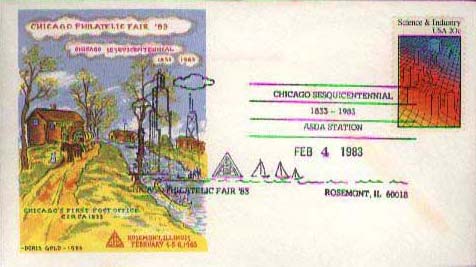 CHICAGO PHILATELIC FAIR '83
CHICAGO SESQUICENTENNIAL
1833 - 1983
Science & Industry
USA 20c
CHICAGO SESQUICENTENNIAL
1833 - 1983
ASDA STATION
FEB 4 1983
CHICAGO PHILATELIC FAIR '83
ROSEMONT, IL 60018
CHICAGO'S FIRST POST OFFICE
CIRCA 1833
ROSEMONT, ILLINOIS
FEBRUARY 4-5-6, 1983
-DORIS GOLD - 1983